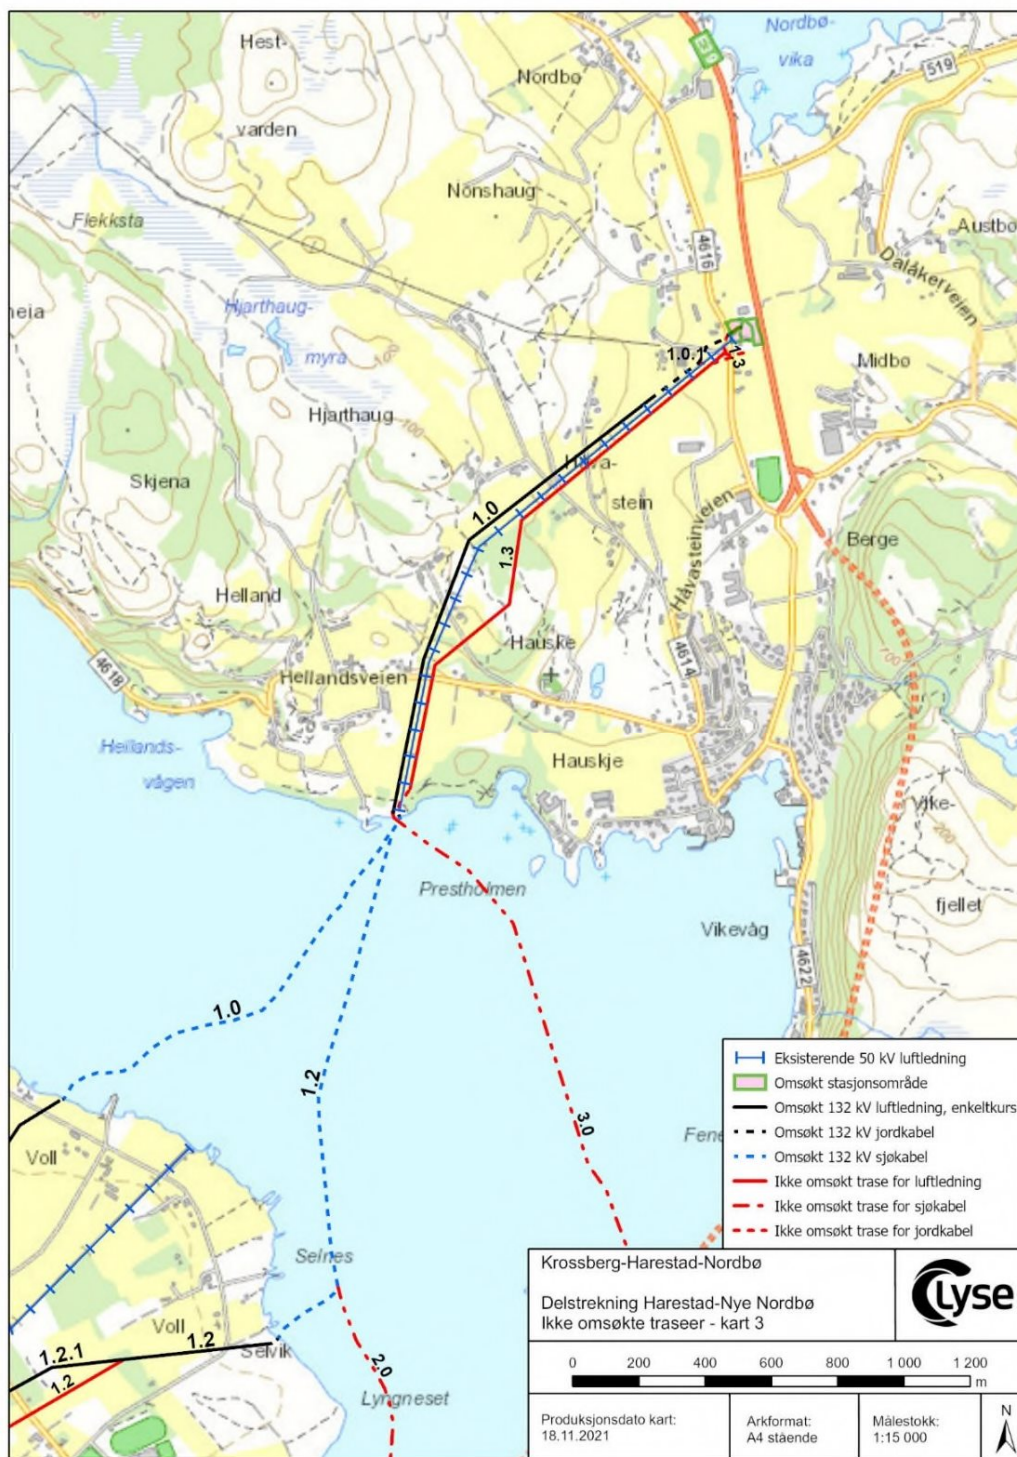 Nordbø-
vika
E39
519
Hest-
varden
Nordbø
Nonshaug
Flekksta
4616
Austbø
Dalåkerveien
Hjarthaug-
myra
100
1.0.1
1.3
Midbø
Hjarthaug
100
Skjena
stein
1.0
1.3
Håvasteinveien
Berge
Helland
Hauske
4618
Hellandsveien
4614
Hellands-
vågen
Hauskje
200
fjellet
Prestholmen
Vikevåg
4622
1.0
1.2
3.0
Voll
Selnes
Voll
1.2
Selvik
1.2.1
1.2
2.0
Lyngneset
Eksisterende 50 kV luftledning
Omsøkt stasjonsområde
Omsøkt 132 kV luftledning, enkeltkurs
Omsøkt 132 kV jordkabel
Omsøkt 132 kV sjøkabel
Ikke omsøkt trase for luftledning
Ikke omsøkt trase for sjøkabel
Ikke omsøkt trase for jordkabel
Krossberg-Harestad-Nordbø
Delstrekning Harestad-Nye Nordbø
Ikke omsøkte traseer - kart 3
Lyse
0 200 400 600 800 1 000 1 200
m
Produksjonsdato kart:
18.11.2021
Arkformat:
A4 stående
Målestokk:
1:15 000
N